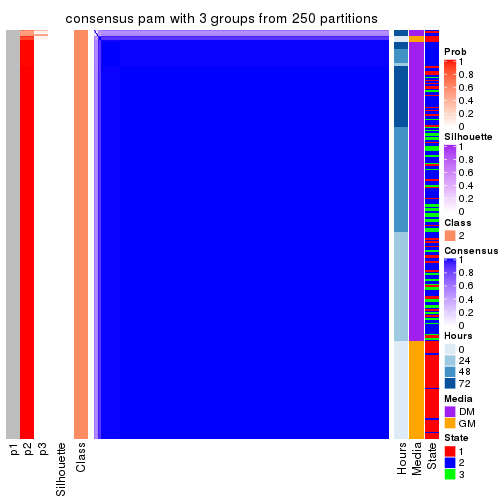 consensus pam with 3 groups from 250 partitions
Prob
1
0.8
0.6
0.4
0.2
0
Silhouette
1
0.8
0.6
0.4
0.2
0
Class
2
Consensus
1
0.8
0.6
0.4
0.2
0
Hours
0
24
48
72
Media
DM
GM
State
1
2
3
p1
p2
p3
Silhouette
Class
Hours
Media
State